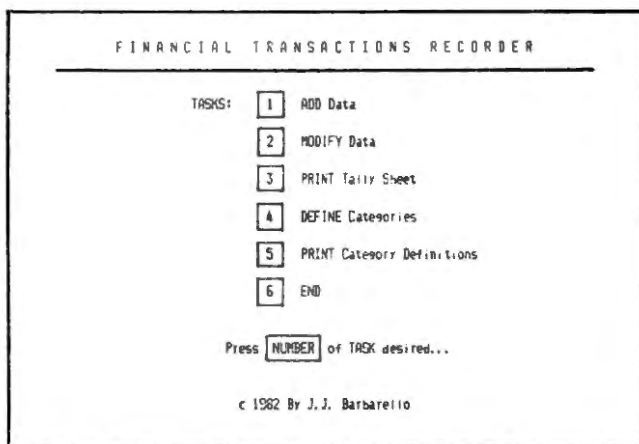 FINANCIAL TRANSACTIONS RECORDER
TASKS: 1 ADD Data
2 MODIFY Data
3 PRINT Tally Sheet
4 DEFINE Categories
5 PRINT Category Definitions
6 END
Press NUMBER of TASK desired...
c 1982 By J.J. Barbarello